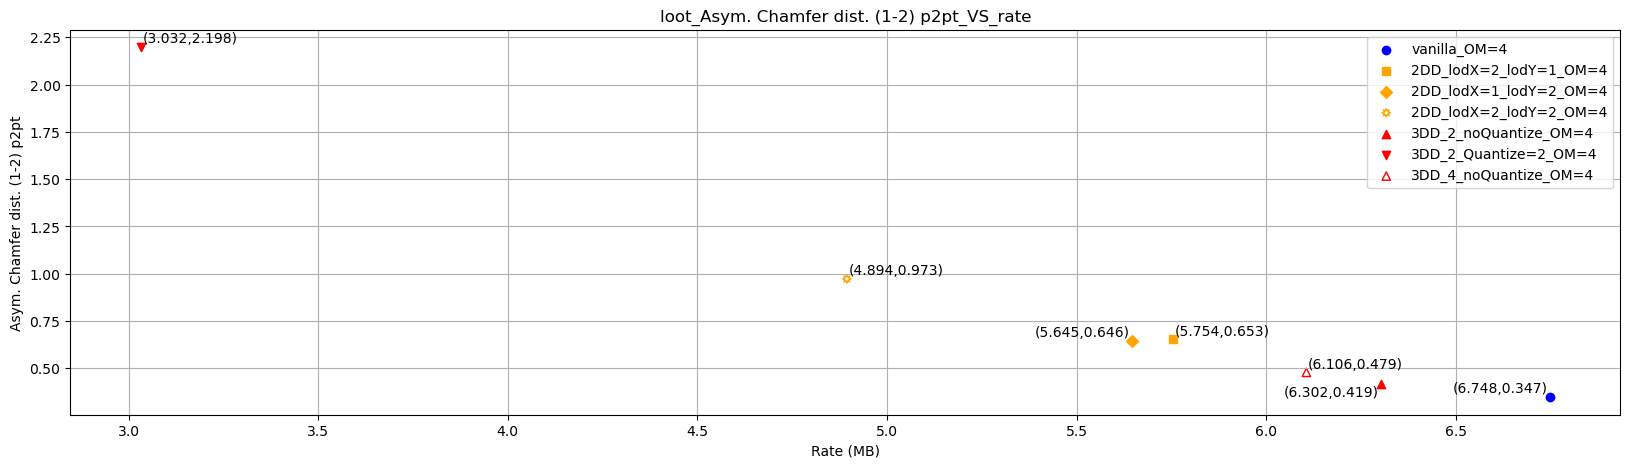 loot_Asym. Chamfer dist. (1-2) p2pt_VS_rate
Asym. Chamfer dist. (1-2) p2pt
2.25
2.00
1.75
1.50
1.25
1.00
0.75
0.50
(3.032,2.198)
(4.894,0.973)
(5.645,0.646)
(5.754,0.653)
(6.106,0.479)
(6.302,0.419)
(6.748,0.347)
vanilla_OM=4
2DD_lodX=2_lodY=1_OM=4
2DD_lodX=1_lodY=2_OM=4
2DD_lodX=2_lodY=2_OM=4
3DD_2_noQuantize_OM=4
3DD_2_Quantize=2_OM=4
3DD_4_noQuantize_OM=4
3.0
3.5
4.0
4.5
5.0
5.5
6.0
6.5
Rate (MB)